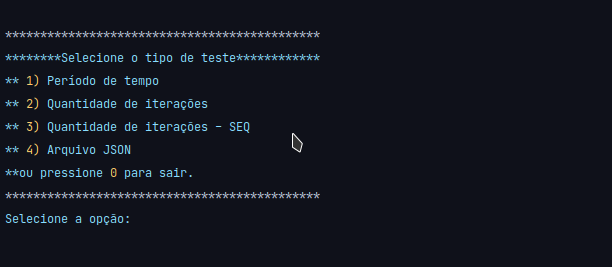 *********************************************
********Selecione o tipo de teste************
** 1) Período de tempo
** 2) Quantidade de iterações
** 3) Quantidade de iterações - SEQ
** 4) Arquivo JSON
**ou pressione 0 para sair.
*********************************************
Selecione a opção: